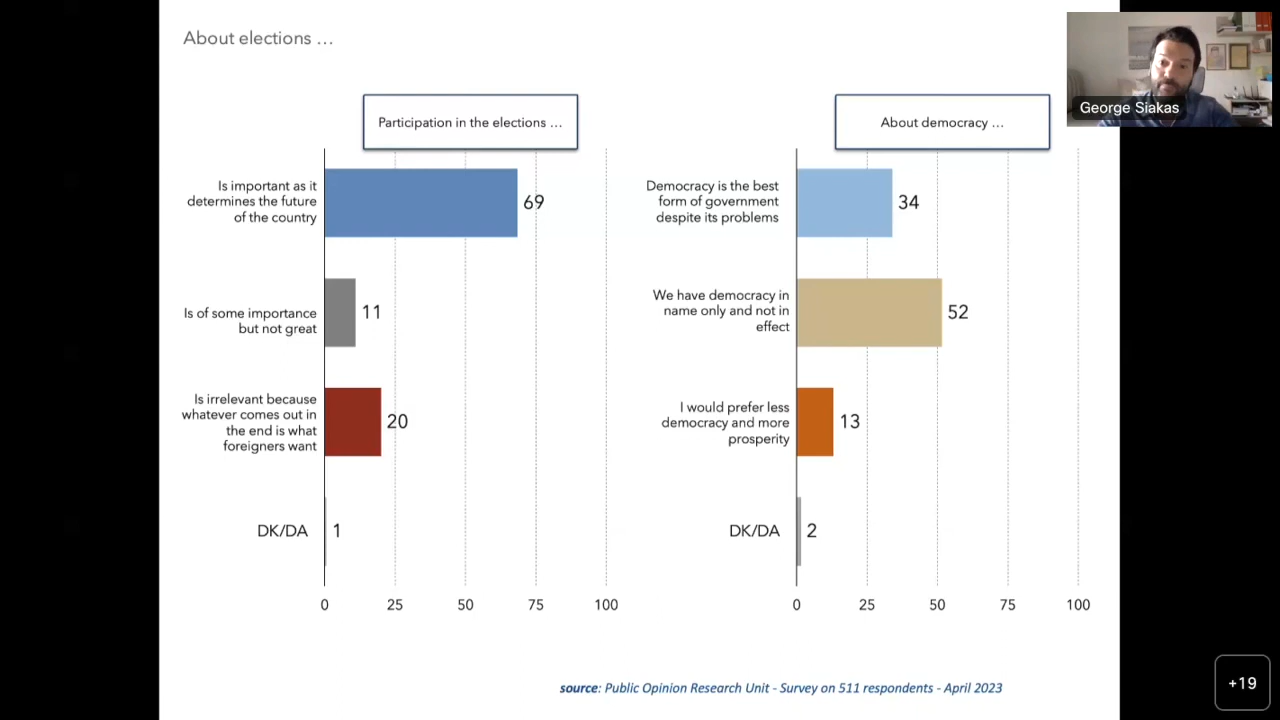 About elections …
George Siakas
Participation in the elections …
Is important as it
determines the future
of the country
69
Is of some importance
but not great
11
Is irrelevant because
whatever comes out in
the end is what
foreigners want
20
DK/DA
1
0 25 50 75 100
About democracy …
Democracy is the best
form of government
despite its problems
34
We have democracy in
name only and not in
effect
52
I would prefer less
democracy and more
prosperity
13
DK/DA
2
0 25 50 75 100
source: Public Opinion Research Unit - Survey on 511 respondents - April 2023
+19